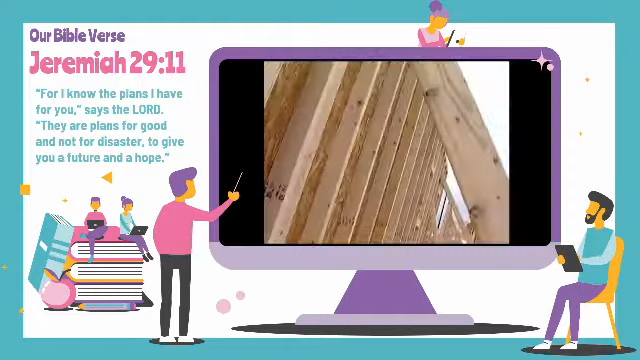 Our Bible Verse
Jeremiah 29:11
"For I know the plans I have
for you," says the LORD.
"They are plans for good
and not for disaster, to give
you a future and a hope."